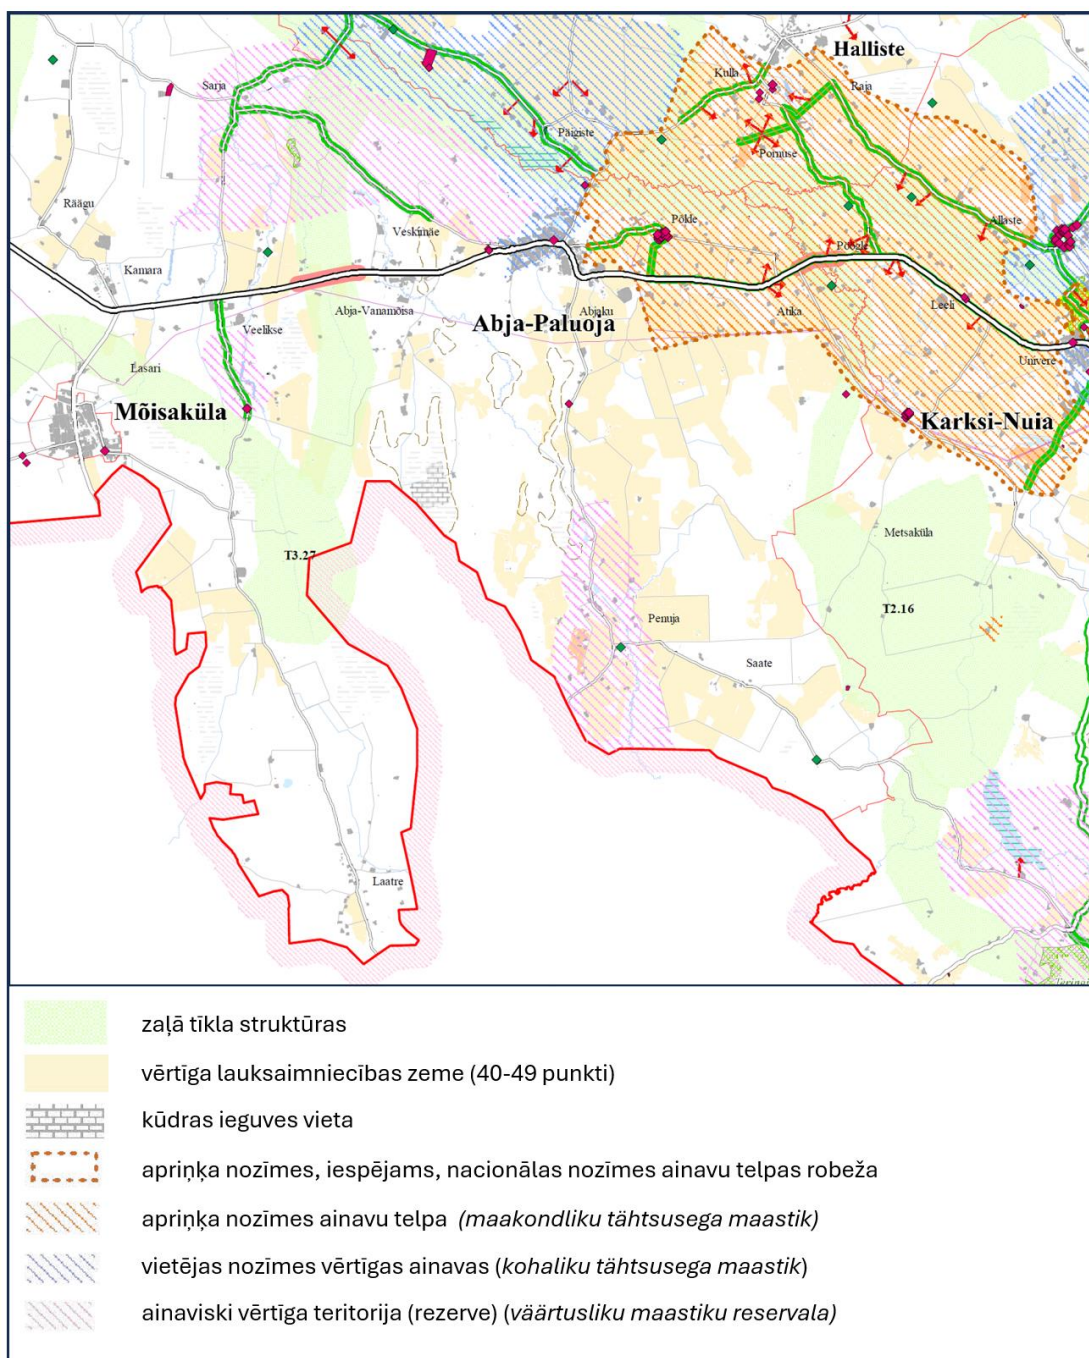 Halliste
Kulla
Sarja
Raja
Päigiste
Pornuse
Räägu
Põlde
Allaste
Veskimäe
Pöögle
Kamara
Abja-Vanamõisa
Abjaku
Atika
Leeli
Abja-Paluoja
Veelikse
Univere
Lasari
Mõisaküla
Karksi-Nuia
Metsaküla
T3.27
T2.16
Penuja
Saate
Laatre
zaļā tīkla struktūras
vērtīga lauksaimniecības zeme (40-49 punkti)
kūdras ieguves vieta
apriņķa nozīmes, iespējams, nacionālas nozīmes ainavu telpas robeža
apriņķa nozīmes ainavu telpa (maakondliku tähtsusega maastik)
vietējas nozīmes vērtīgas ainavas (kohaliku tähtsusega maastik)
ainaviski vērtīga teritorija (rezerve) (väärtusliku maastiku reservala)